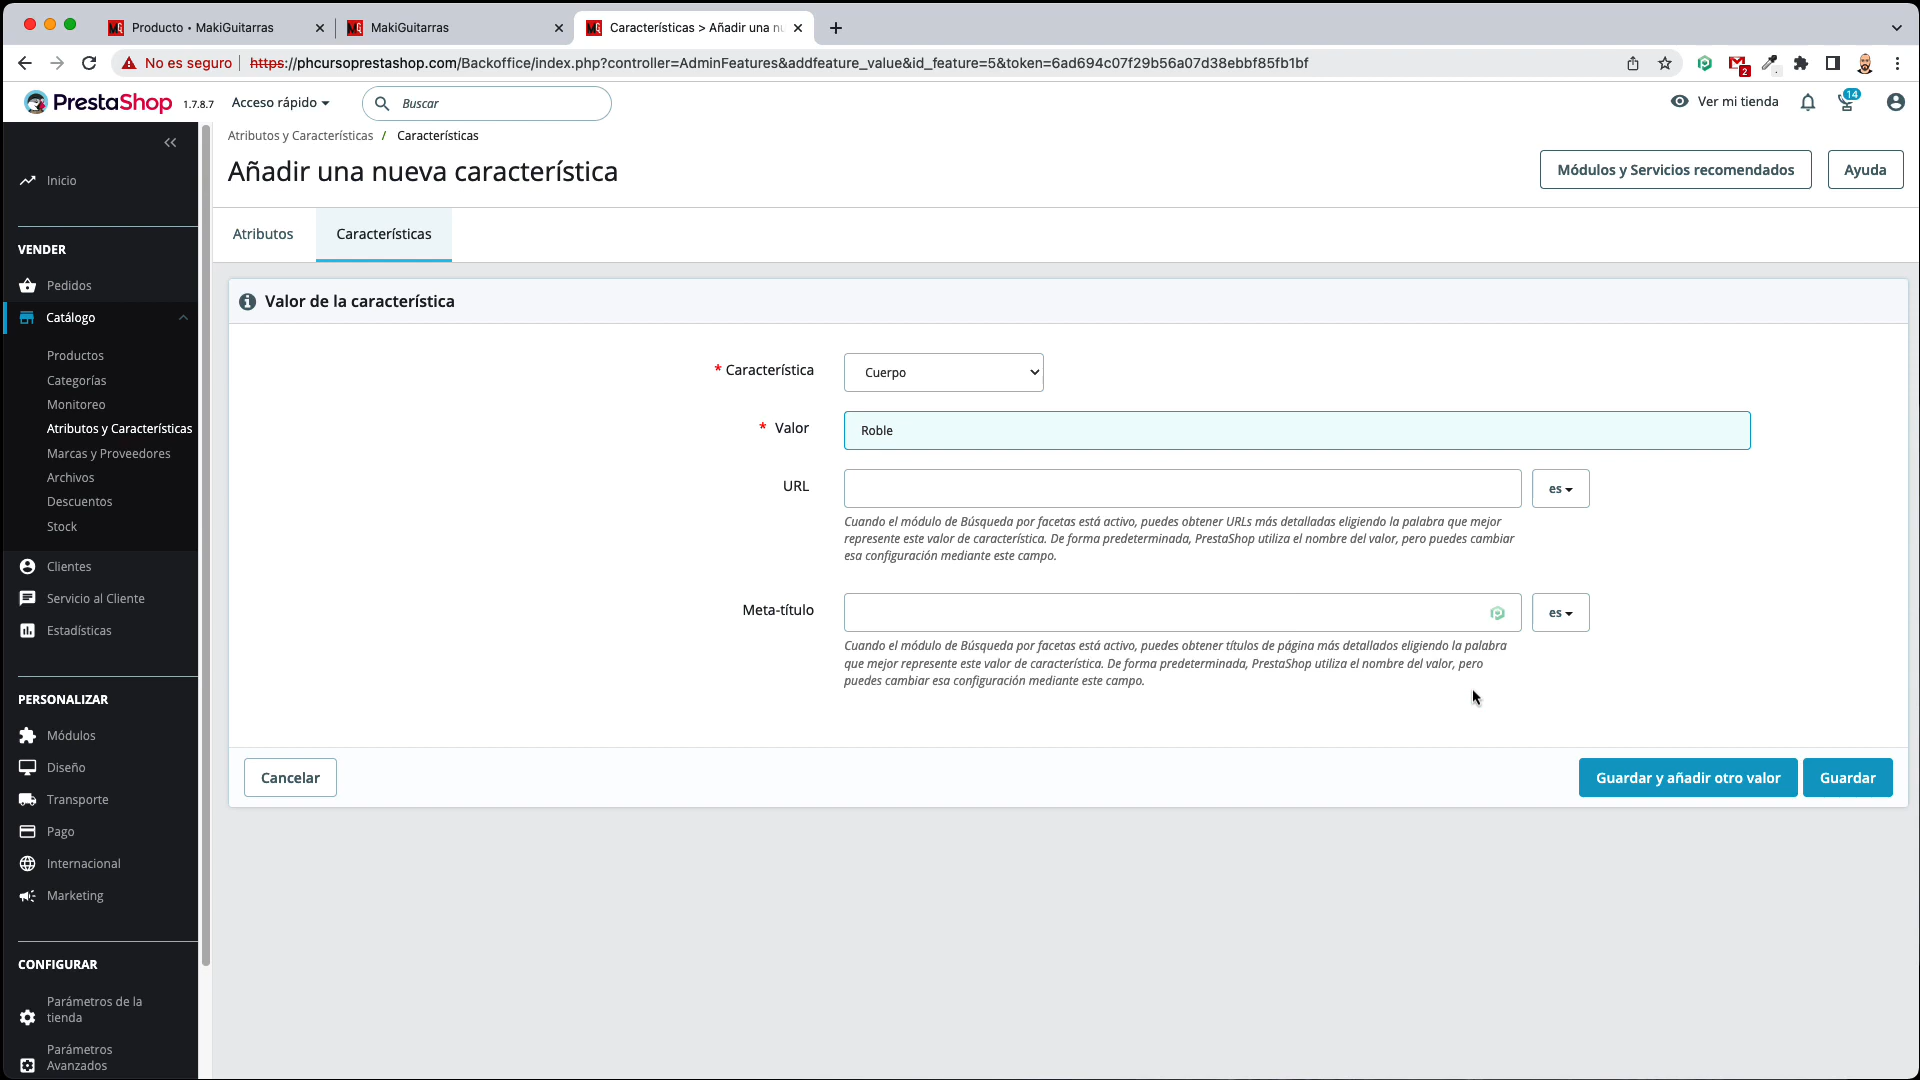 Producto • MakiGuitarras
MakiGuitarras
Características > Añadir una nu
No es seguro
https://phcursoprestashop.com/Backoffice/index.php?controller=AdminFeatures&addfeature_value&id_feature=5&token=6ad694c07f29b56a07d38ebbf85fb1bf
2
PrestaShop 1.7.8.7
Acceso rápido
Buscar
Ver mi tienda
14
Atributos y Características / Características
Añadir una nueva característica
Módulos y Servicios recomendados
Ayuda
Atributos
Características
Inicio
VENDER
Pedidos
Catálogo
Productos
Categorías
Monitoreo
Atributos y Características
Marcas y Proveedores
Archivos
Descuentos
Stock
Clientes
Servicio al Cliente
Estadísticas
PERSONALIZAR
Módulos
Diseño
Transporte
Pago
Internacional
Marketing
CONFIGURAR
Parámetros de la
tienda
Parámetros
Avanzados
Valor de la característica
* Característica
Cuerpo
* Valor
Roble
URL
es
Cuando el módulo de Búsqueda por facetas está activo, puedes obtener URLs más detalladas eligiendo la palabra que mejor
represente este valor de característica. De forma predeterminada, PrestaShop utiliza el nombre del valor, pero puedes cambiar
esa configuración mediante este campo.
Meta-título
es
Cuando el módulo de Búsqueda por facetas está activo, puedes obtener títulos de página más detallados eligiendo la palabra
que mejor represente este valor de característica. De forma predeterminada, PrestaShop utiliza el nombre del valor, pero
puedes cambiar esa configuración mediante este campo.
Cancelar
Guardar y añadir otro valor
Guardar